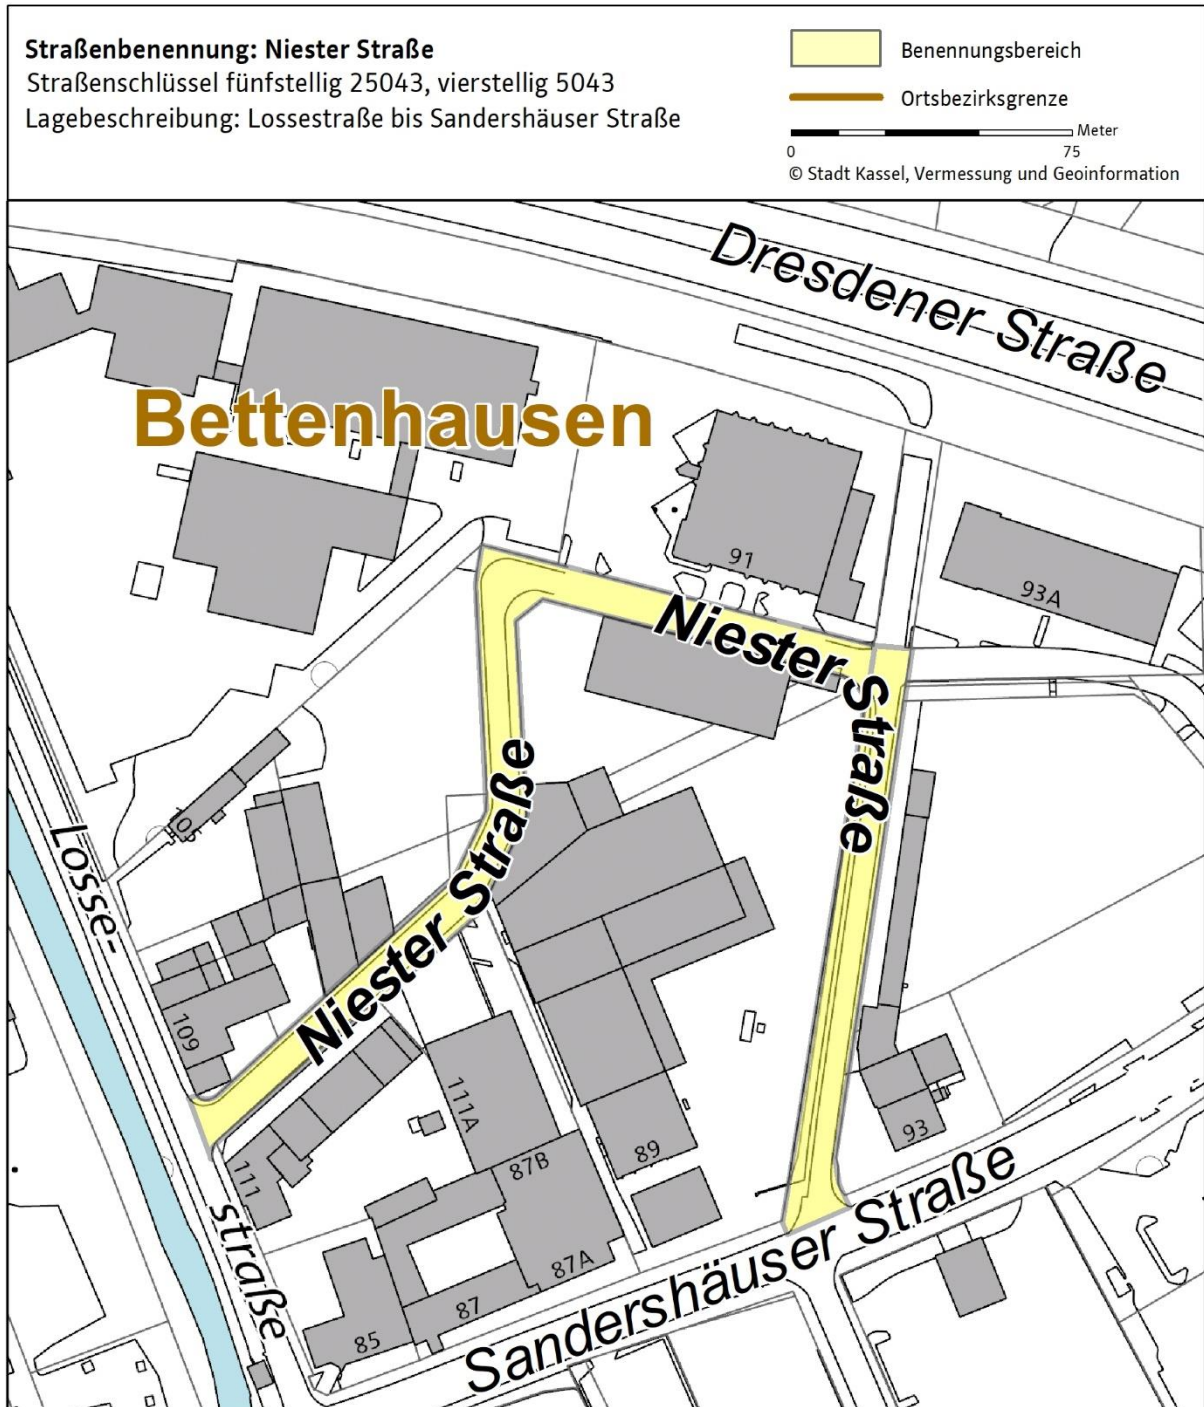 Straßenbenennung: Niester Straße
Straßenschlüssel fünfstellig 25043, vierstellig 5043
Lagebeschreibung: Lossestraße bis Sandershäuser Straße
Benennungsbereich
Ortsbezirksgrenze
Meter
0 75
© Stadt Kassel, Vermessung und Geoinformation
Dresdener Straße
Bettenhausen
91
93A
Niester Straße
105
Losse-
straße
Niester Straße
109
111A
111
87B
89
93
87A
87
85
Sandershäuser Straße